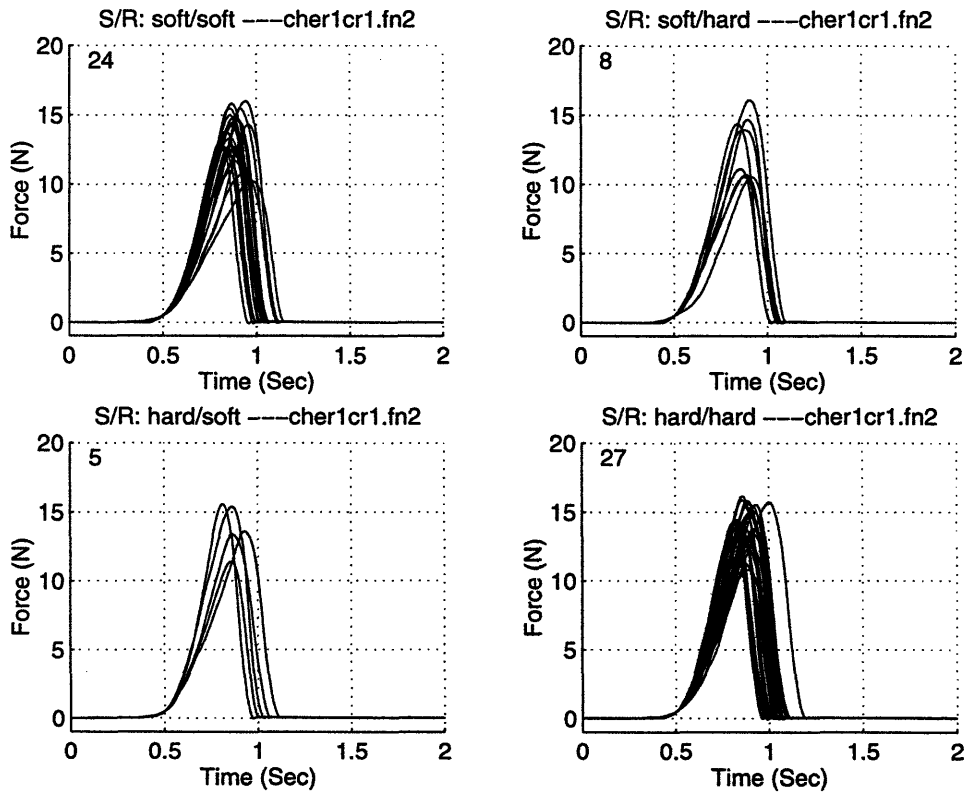 S/R: soft/soft ---cher1cr1.fn2
24
20
15
10
5
0
Force (N)
0 0.5 1 1.5 2
Time (Sec)
S/R: soft/hard ---cher1cr1.fn2
8
20
15
10
5
0
Force (N)
0 0.5 1 1.5 2
Time (Sec)
S/R: hard/soft ---cher1cr1.fn2
5
20
15
10
5
0
Force (N)
0 0.5 1 1.5 2
Time (Sec)
S/R: hard/hard ---cher1cr1.fn2
27
20
15
10
5
0
Force (N)
0 0.5 1 1.5 2
Time (Sec)